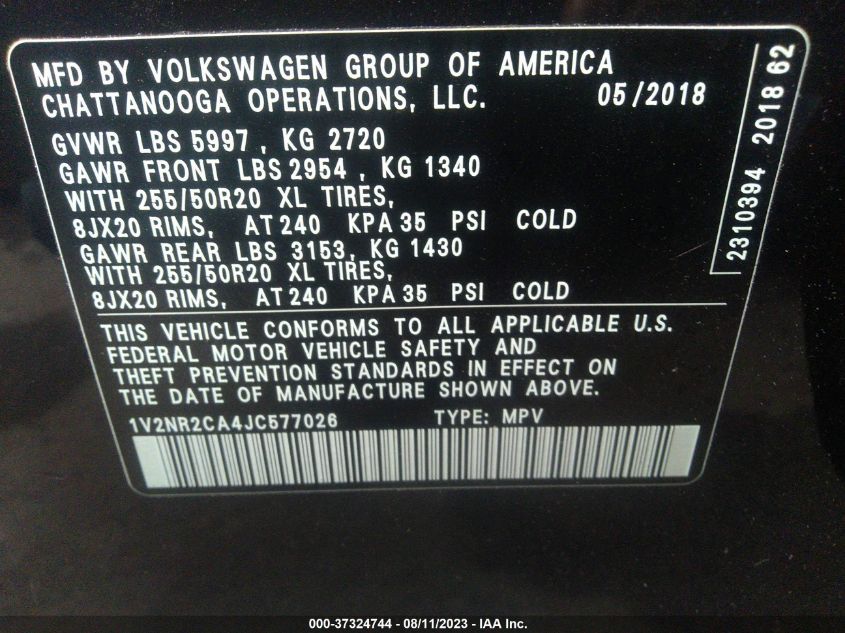 MFD BY VOLKSWAGEN GROUP OF AMERICA
CHATTANOOGA OPERATIONS, LLC. 05/2018
GVWR LBS 5997 , KG 2720
GAWR FRONT LBS 2954 , KG 1340
WITH 255/50R20 XL TIRES,
8JX20 RIMS, AT 240 KPA 35 PSI COLD
GAWR REAR LBS 3153, KG 1430
WITH 255/50R20 XL TIRES,
8JX20 RIMS, AT 240 KPA 35 PSI COLD
2310394 2018 62
THIS VEHICLE CONFORMS TO ALL APPLICABLE U.S.
FEDERAL MOTOR VEHICLE SAFETY AND
THEFT PREVENTION STANDARDS IN EFFECT ON
THE DATE OF MANUFACTURE SHOWN ABOVE.
1V2NR2CA4JC577026 TYPE: MPV
000-37324744 - 08/11/2023 - IAA Inc.